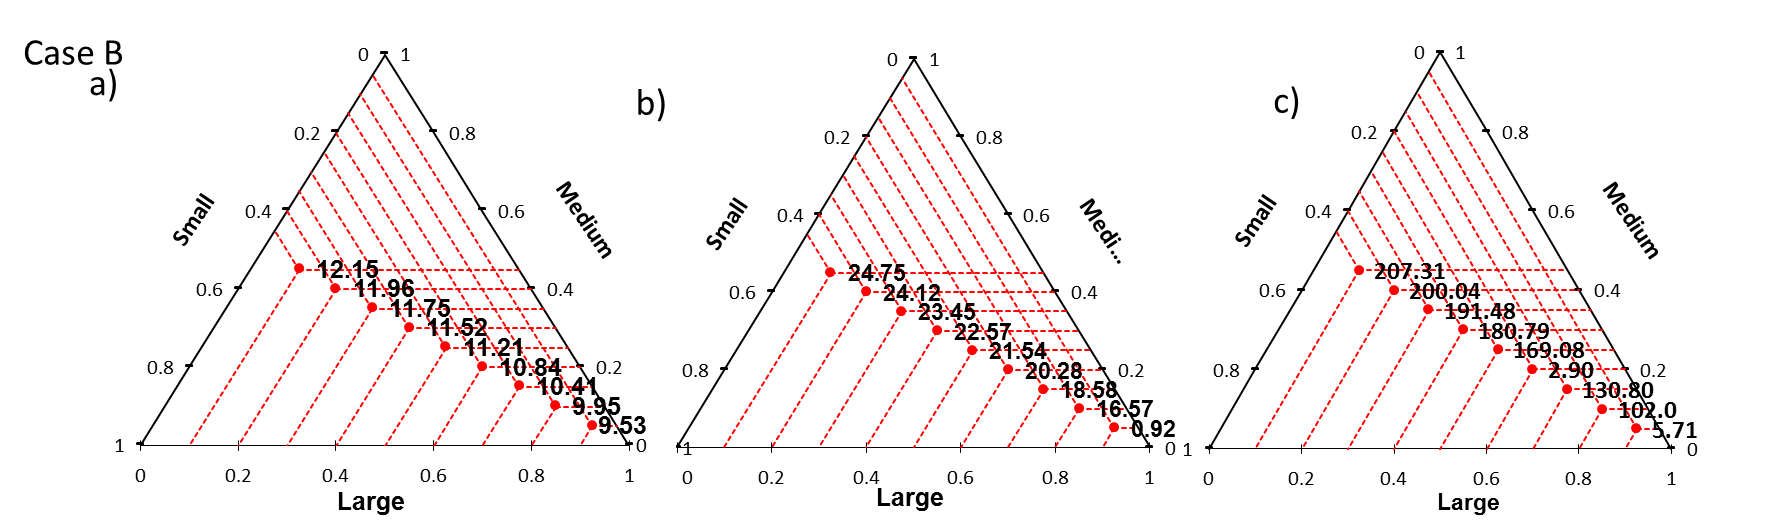 Case B
a)
0 1
0.2 0.8
Small
Medium
0.4 0.6
12.15
11.96
0.6 0.4
11.75
11.52
11.21
10.84
0.8 0.2
10.41
9.95
9.53
1 0
0 0.2 0.4 0.6 0.8 1
Large
b)
0 1
0.2 0.8
Small
Medi...
0.4 0.6
24.75
24.12
0.6 0.4
23.45
22.57
21.54
20.28
0.8 0.2
18.58
16.57
0.92
1 0
0 0.2 0.4 0.6 0.8 1
Large
c)
0 1
0.2 0.8
Small
Medium
0.4 0.6
207.31
200.04
0.6 0.4
191.48
180.79
169.08
2.90
0.8 0.2
130.80
102.0
5.71
1 0
0 0.2 0.4 0.6 0.8 1
Large